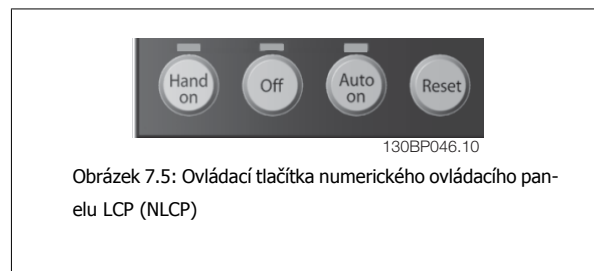 Hand on
Off
Auto on
Reset
130BP046.10
Obrázek 7.5: Ovládací tlačítka numerického ovládacího pan-
elu LCP (NLCP)